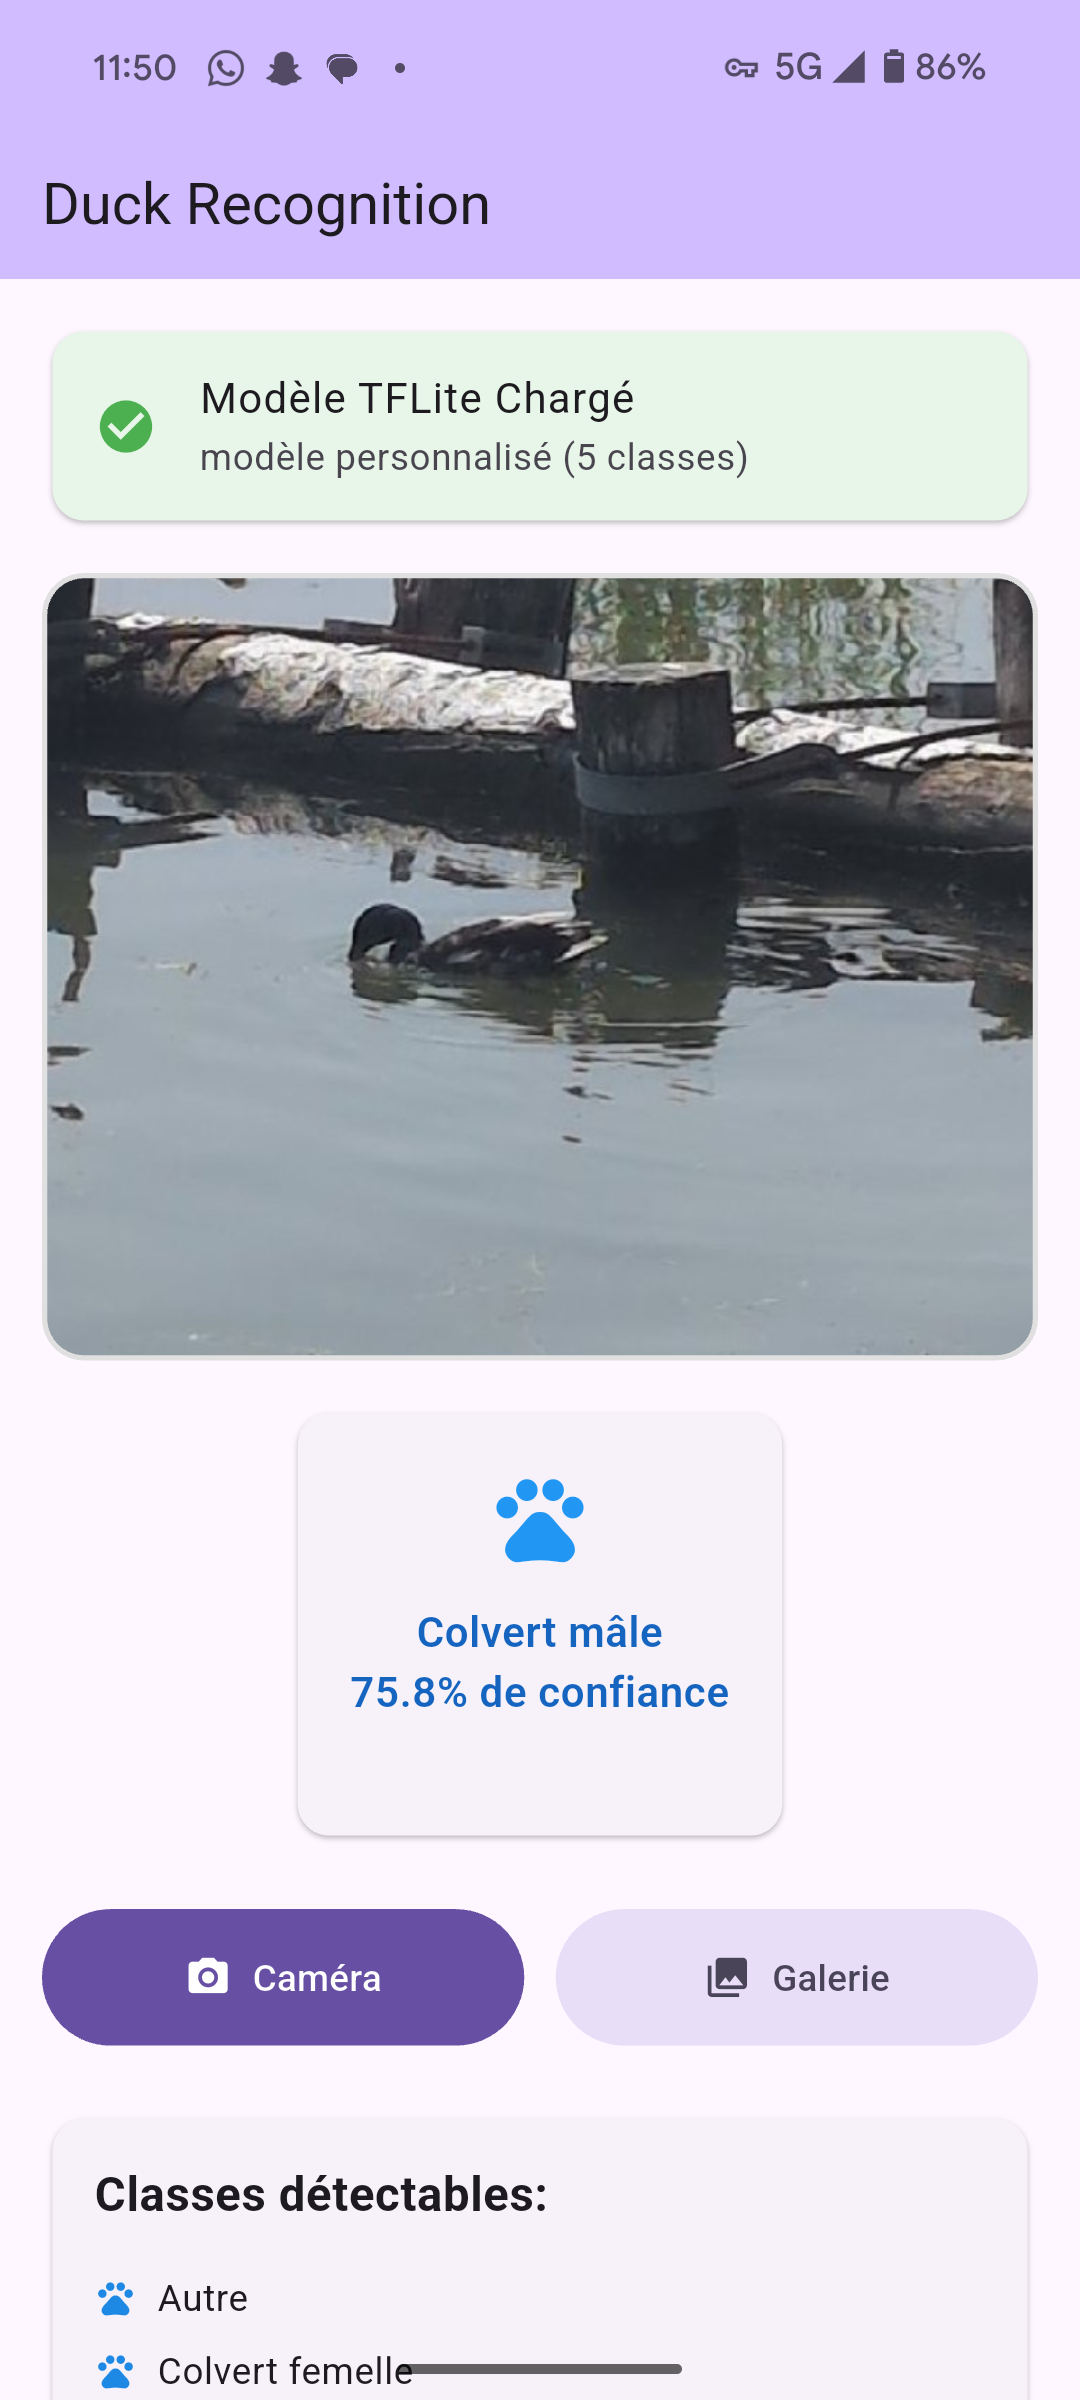 11:50 5G 86%
Duck Recognition
Modèle TFLite Chargé
modèle personnalisé (5 classes)
Colvert mâle
75.8% de confiance
Caméra Galerie
Classes détectables:
Autre
Colvert femelle